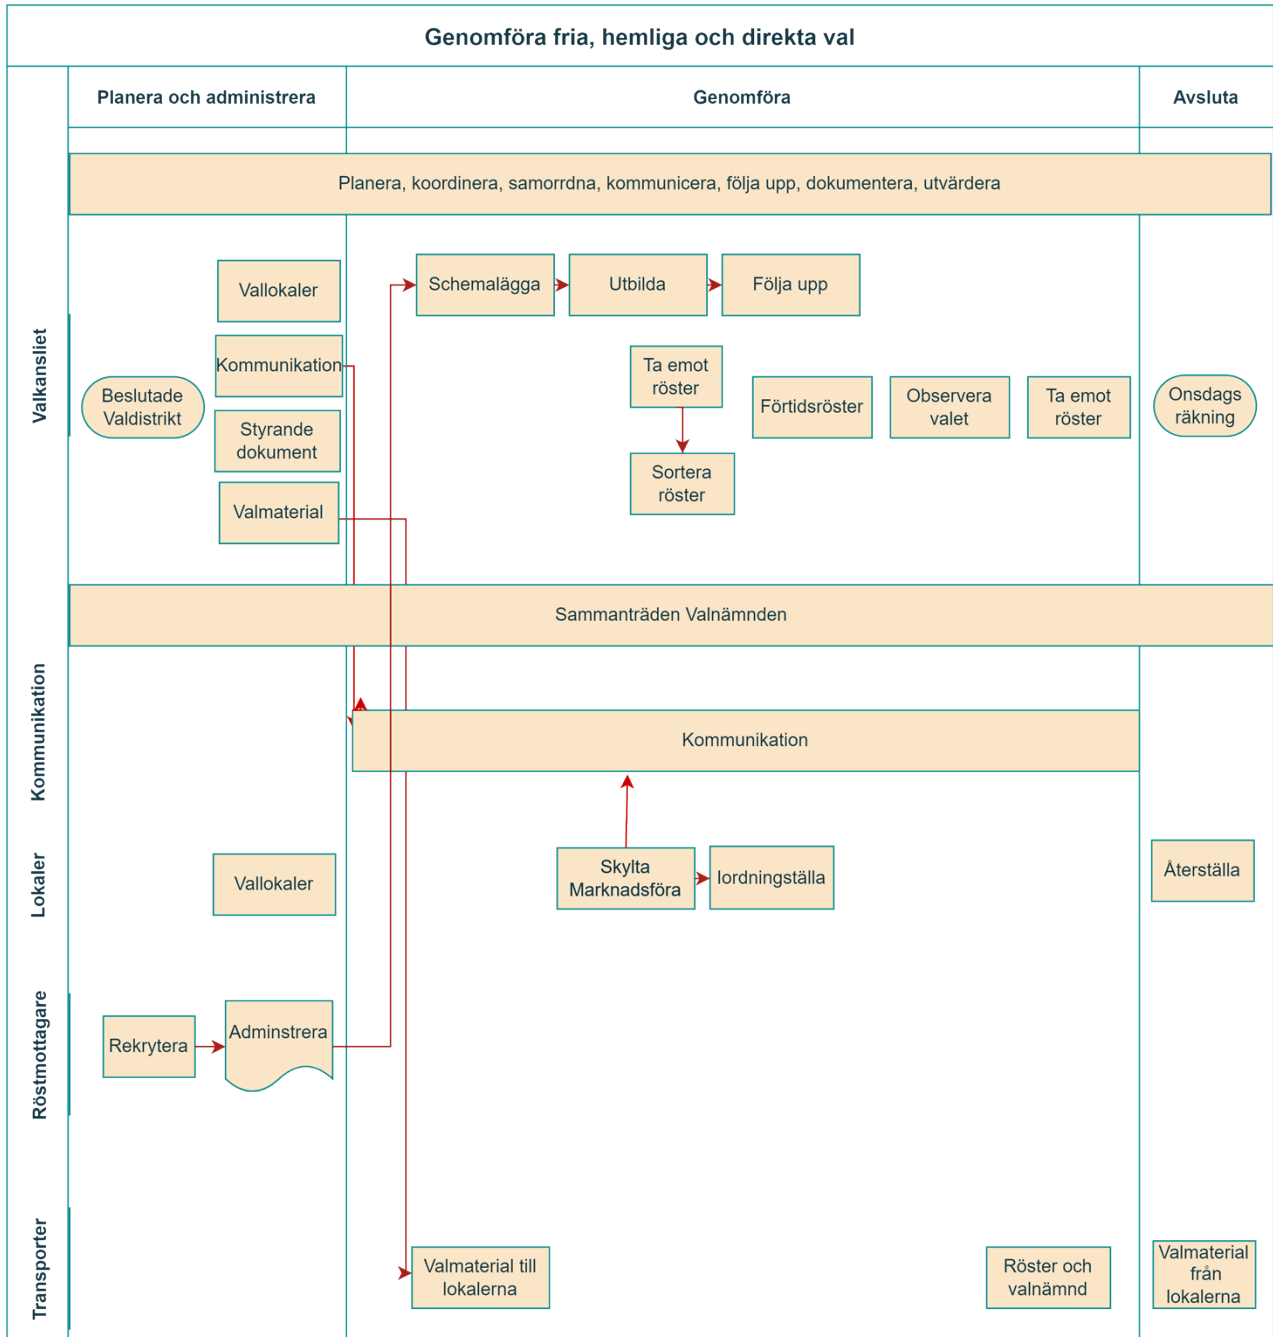 Genomföra fria, hemliga och direkta val
Planera och administrera
Genomföra
Avsluta
Planera, koordinera, samorrdna, kommunicera, följa upp, dokumentera, utvärdera
Valkansliet
Vallokaler
Schemalägga
Utbilda
Följa upp
Kommunikation
Beslutade
Valdistrikt
Styrande
dokument
Valmaterial
Ta emot
röster
Sortera
röster
Förtidsröster
Observera
valet
Ta emot
röster
Onsdags
räkning
Sammanträden Valnämnden
Kommunikation
Kommunikation
Lokaler
Vallokaler
Skylta
Marknadsföra
Iordningställa
Återställa
Röstmottagare
Rekrytera
Adminstrera
Transporter
Valmaterial till
lokalerna
Röster och
valnämnd
Valmaterial
från
lokalerna